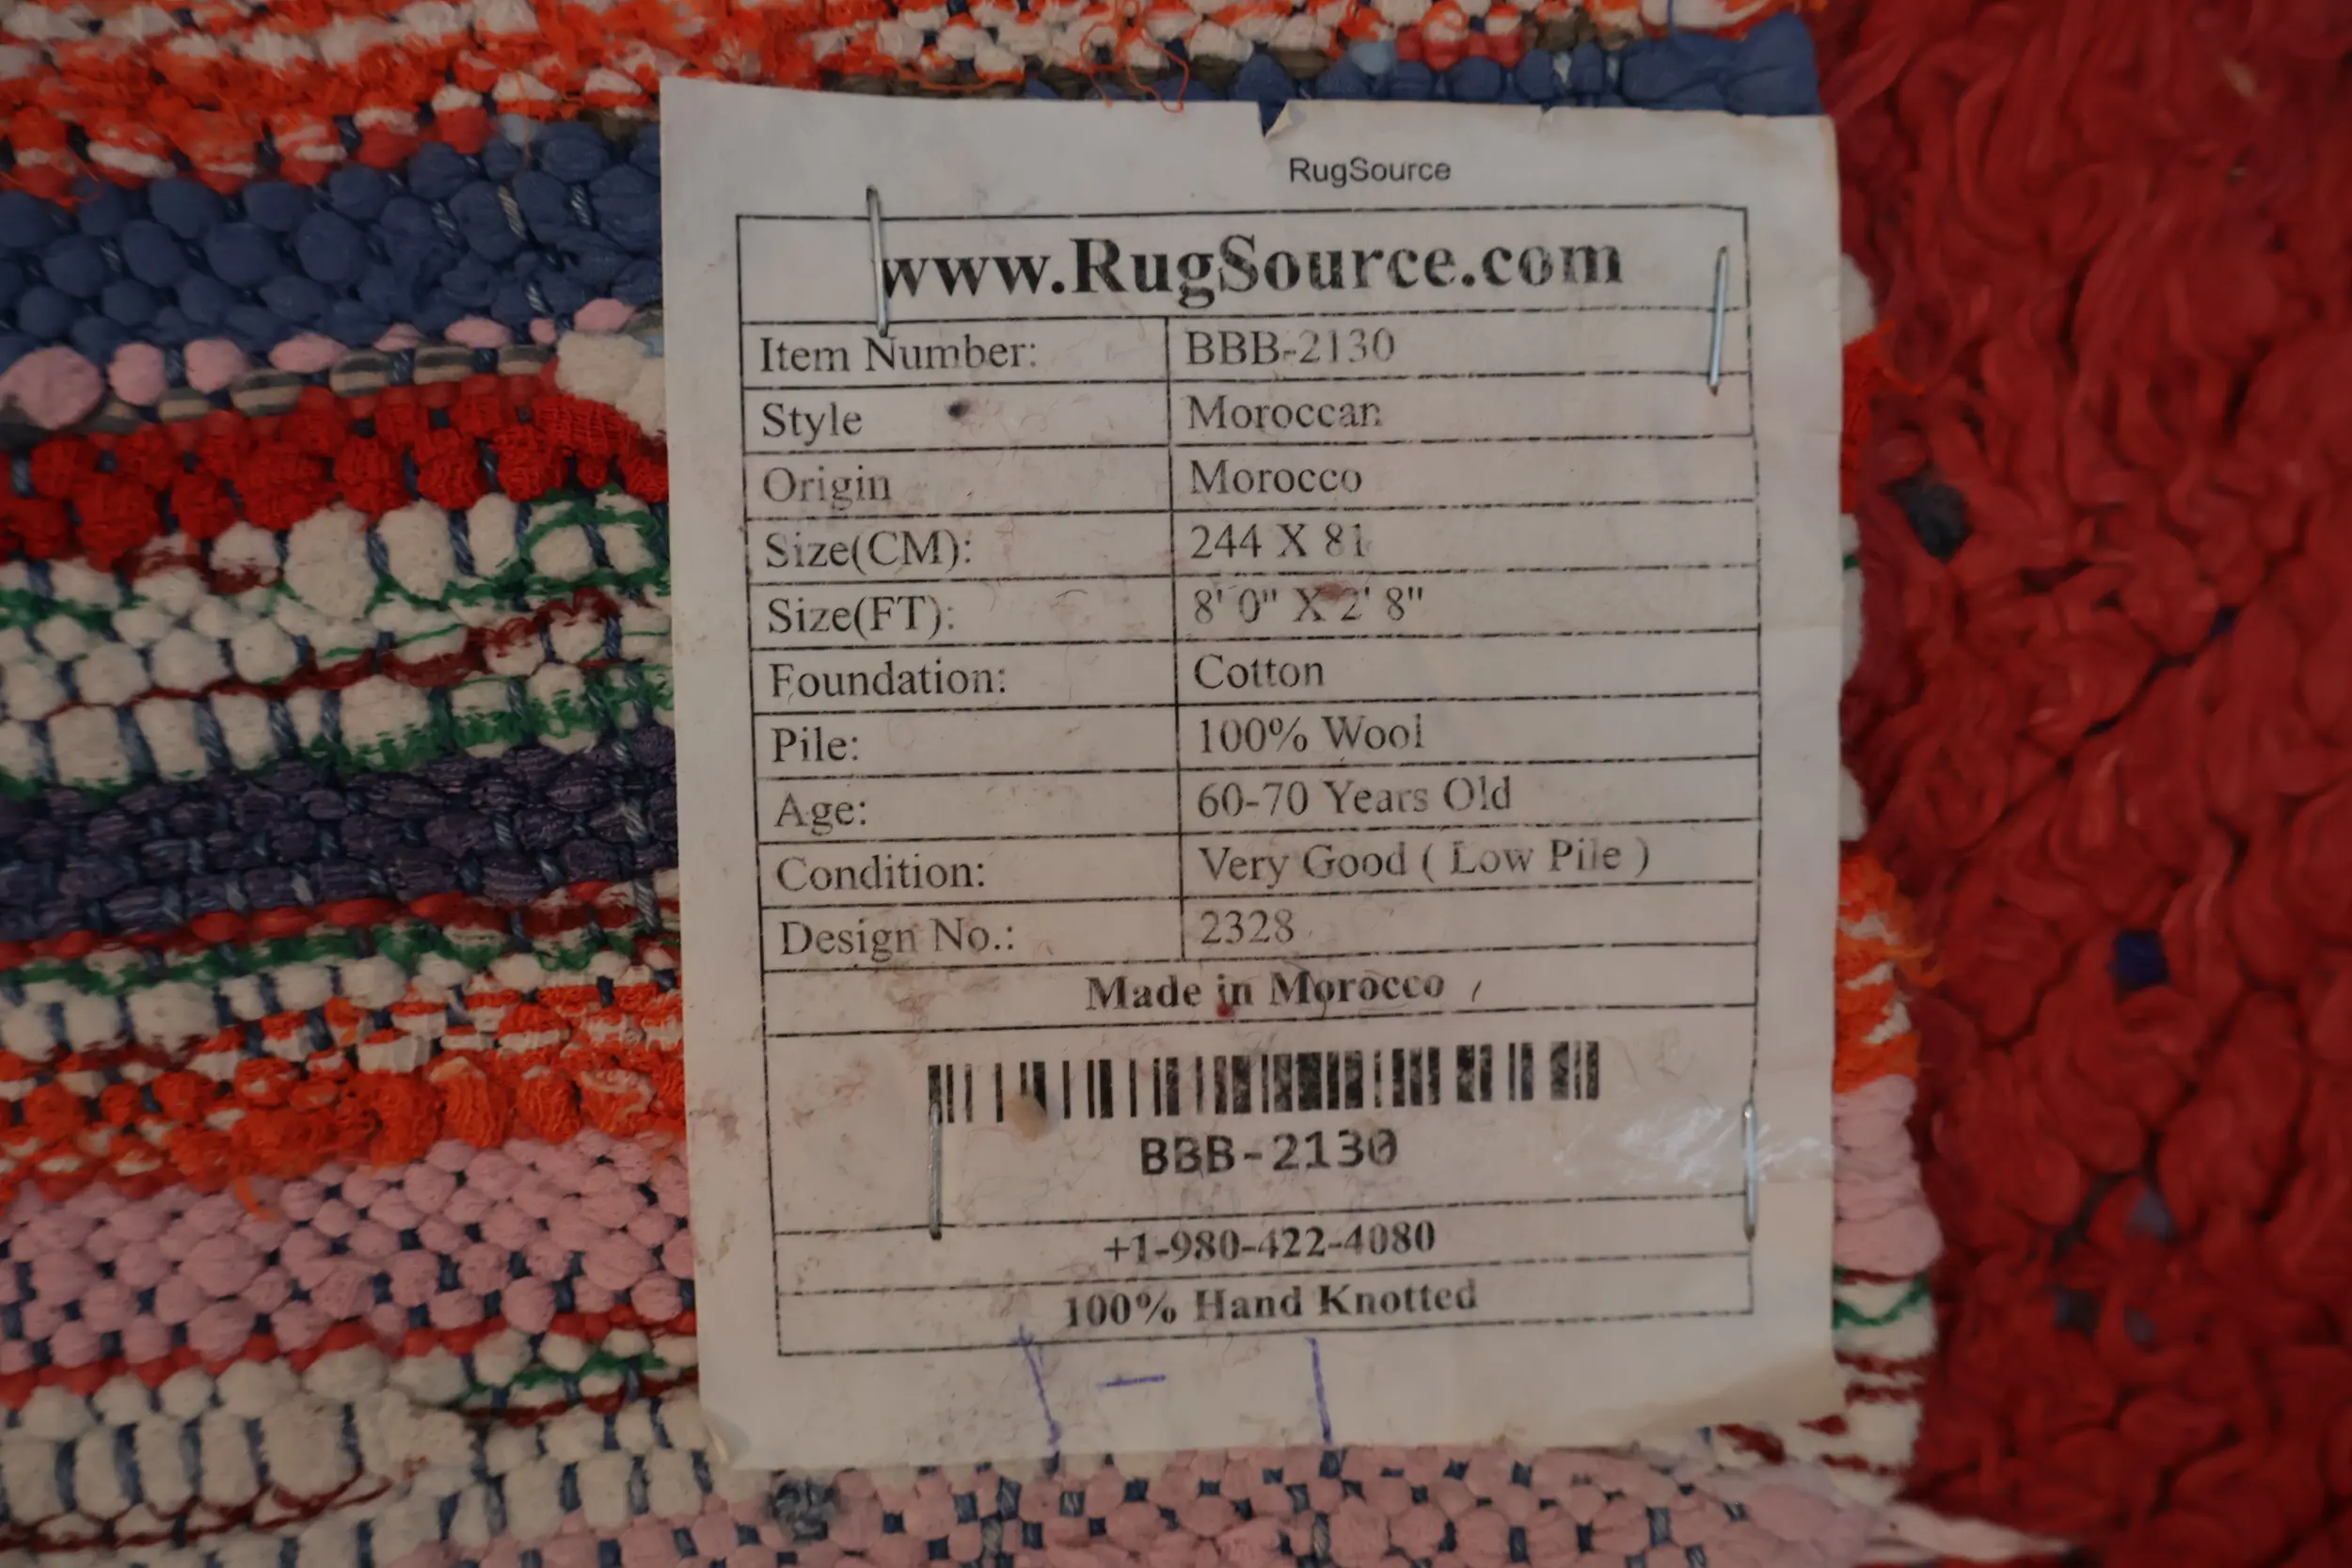 RugSource
www.RugSource.com
Item Number: BBB-2130
Style Moroccan
Origin Morocco
Size(CM): 244 X 81
Size(FT): 8' 0" X 2' 8"
Foundation: Cotton
Pile: 100% Wool
Age: 60-70 Years Old
Condition: Very Good ( Low Pile )
Design No.: 2328
Made in Morocco
BBB-2130
+1-980-422-4080
100% Hand Knotted
1 - 1